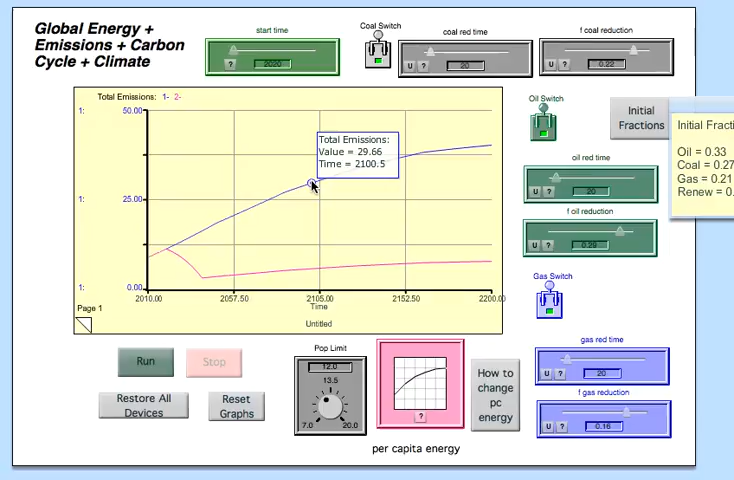 Global Energy +
Emissions + Carbon
Cycle + Climate
start time
?
2020
Coal Switch
coal red time
U
?
20
f coal reduction
U
?
0.22
Total Emissions: 1- 2-
1:
50.00
1:
25.00
1:
0.00
Total Emissions:
Value = 29.66
Time = 2100.5
2010.00
2057.50
2105.00
2152.50
2200.00
Time
Page 1
Untitled
Oil Switch
Initial
Fractions
Initial Fracti
Oil = 0.33
Coal = 0.27
Gas = 0.21
Renew = 0.
oil red time
U
?
20
f oil reduction
U
?
Gas Switch
gas red time
U
?
20
f gas reduction
U
?
0.16
Run
Stop
Restore All
Devices
Reset
Graphs
Pop Limit
12.0
13.5
7.0
20.0
?
per capita energy
How to
change
pc
energy